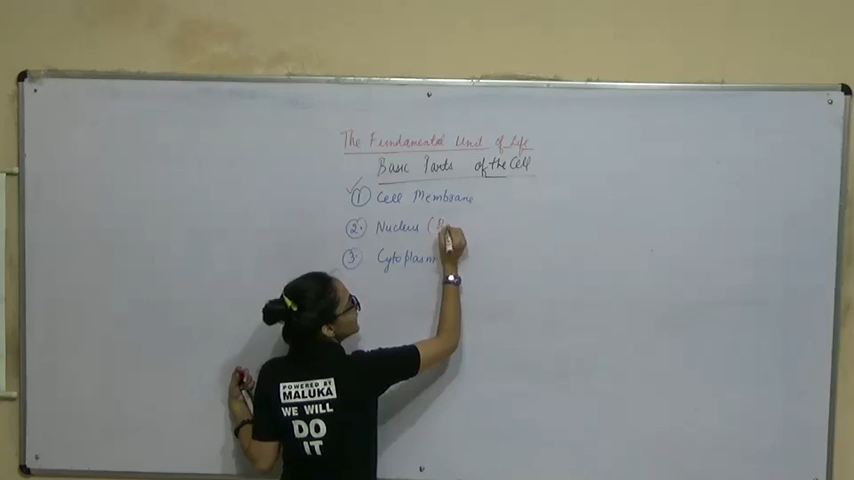 The Fundamental Unit of Life
Basic Parts of the Cell
1 Cell Membrane
2. Nucleus (
3. Cytoplasm
POWERED BY
MALUKA
WE WILL
DO
IT